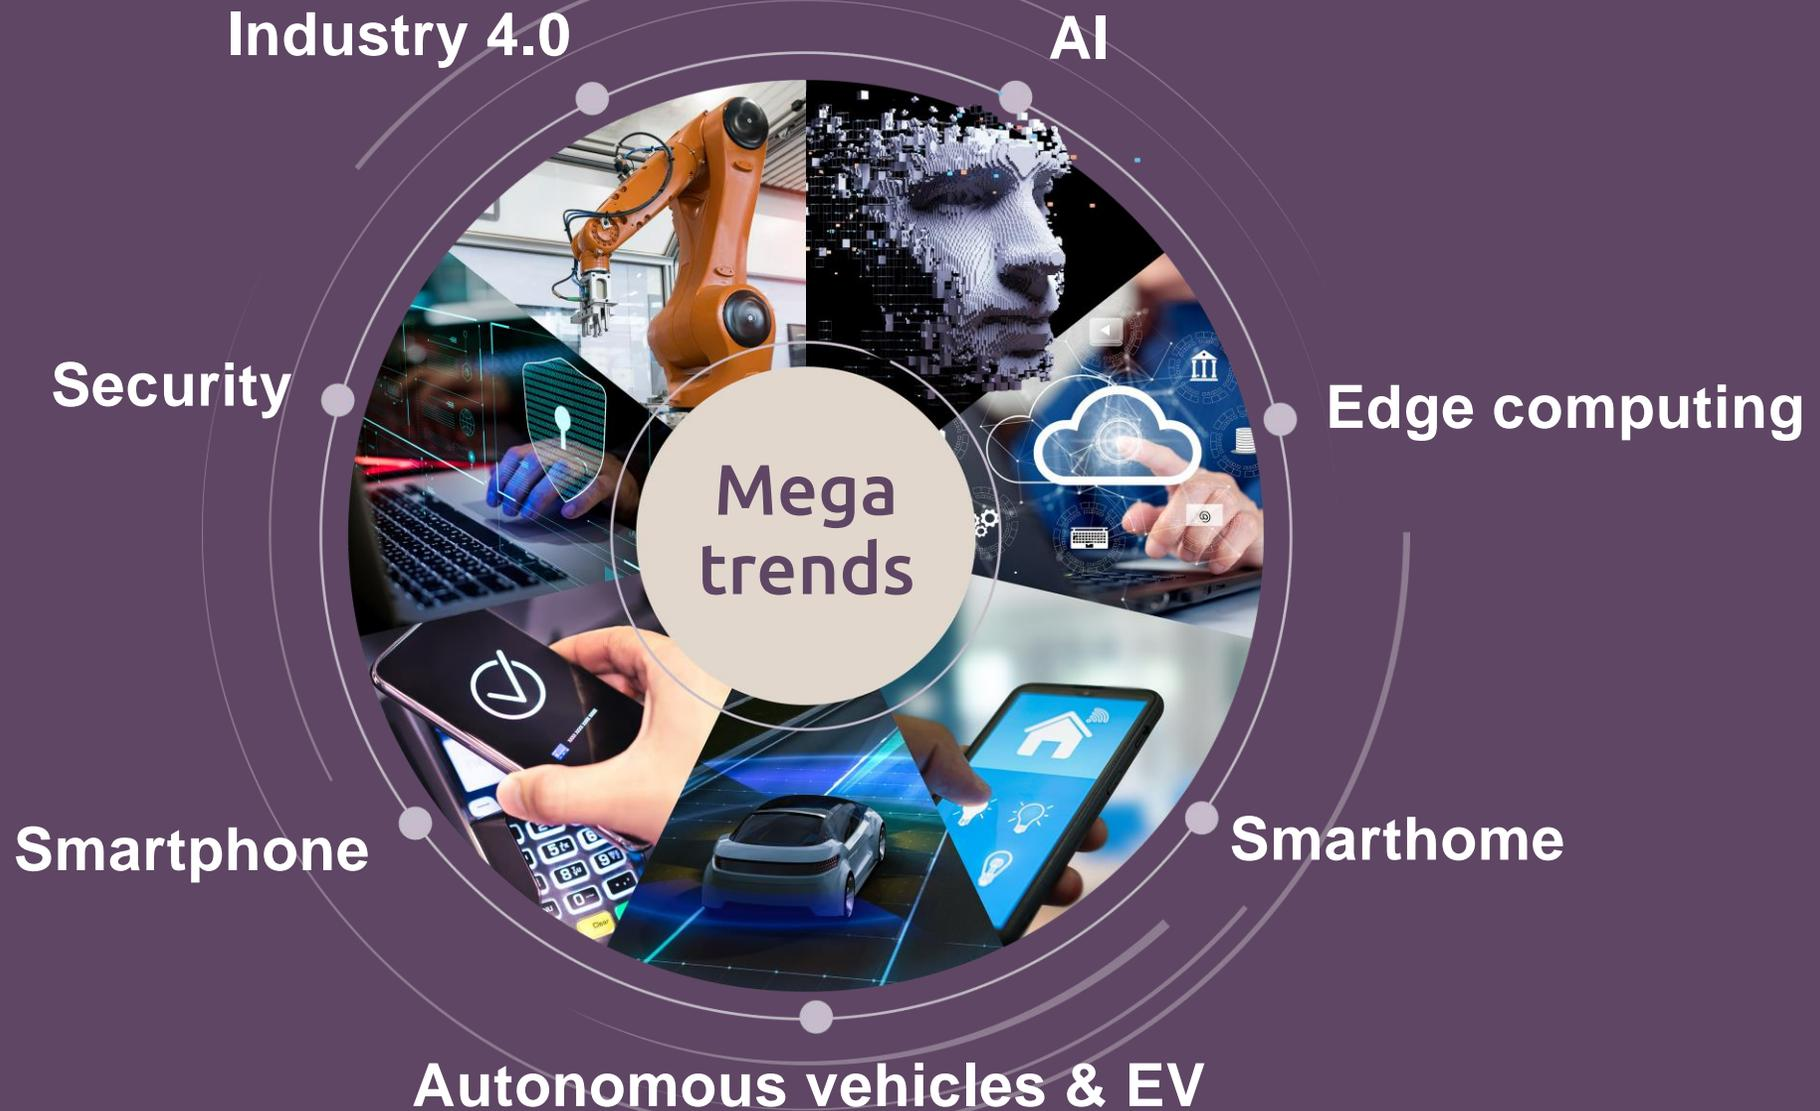 Industry 4.0
AI
Security
Edge computing
Mega
trends
Smartphone
Smarthome
Autonomous vehicles & EV